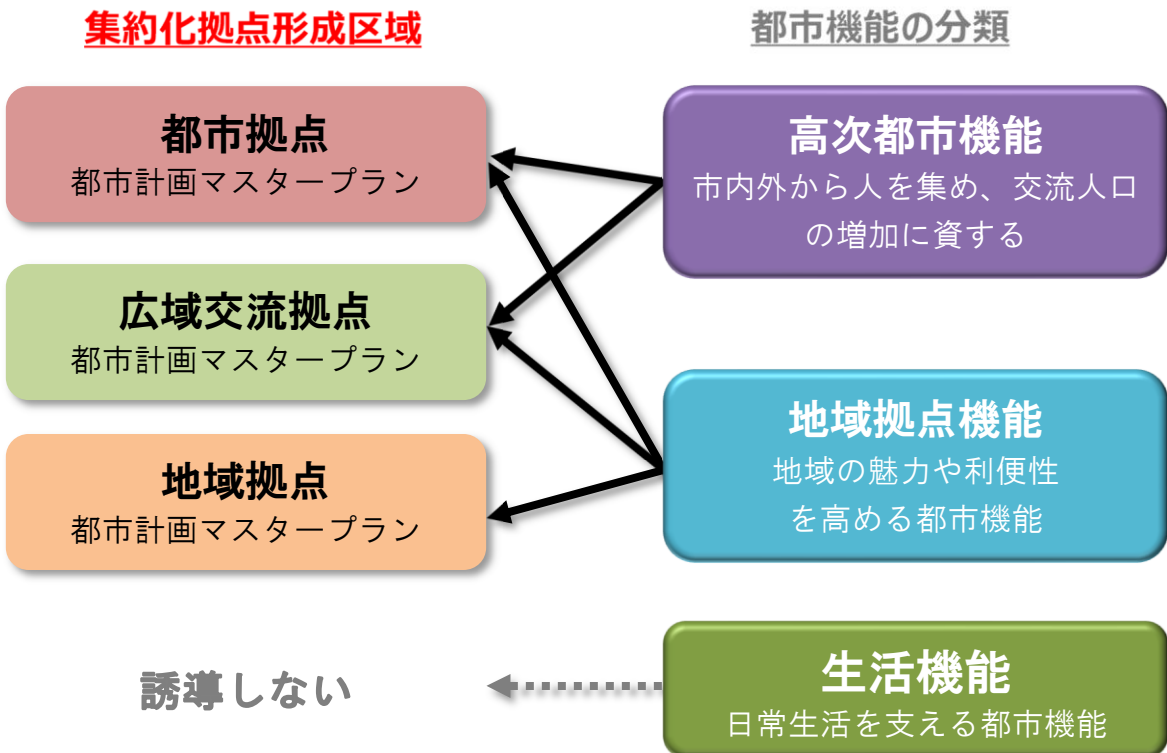 集約化拠点形成区域
都市拠点
都市計画マスタープラン
広域交流拠点
都市計画マスタープラン
地域拠点
都市計画マスタープラン
誘導しない
都市機能の分類
高次都市機能
市内外から人を集め、交流人口
の増加に資する
地域拠点機能
地域の魅力や利便性
を高める都市機能
生活機能
日常生活を支える都市機能